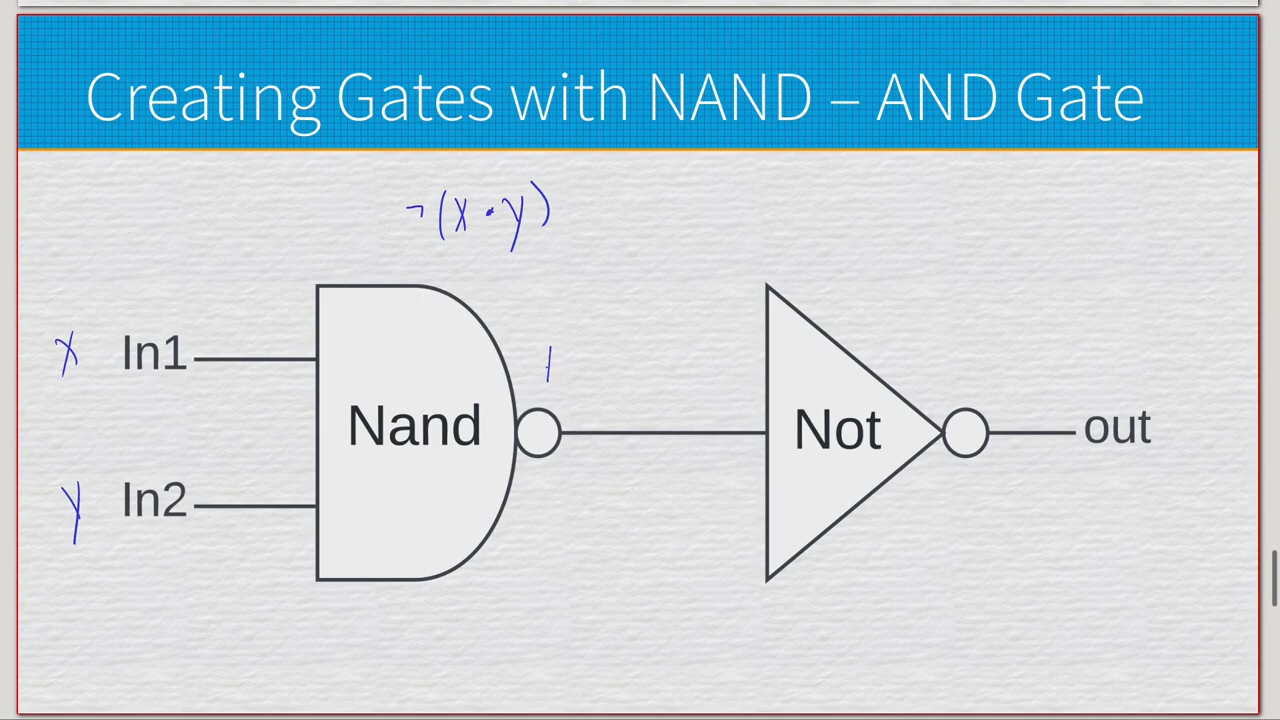 Creating Gates with NAND – AND Gate
¬(x·y)
x In1
Nand
Not
out
y In2